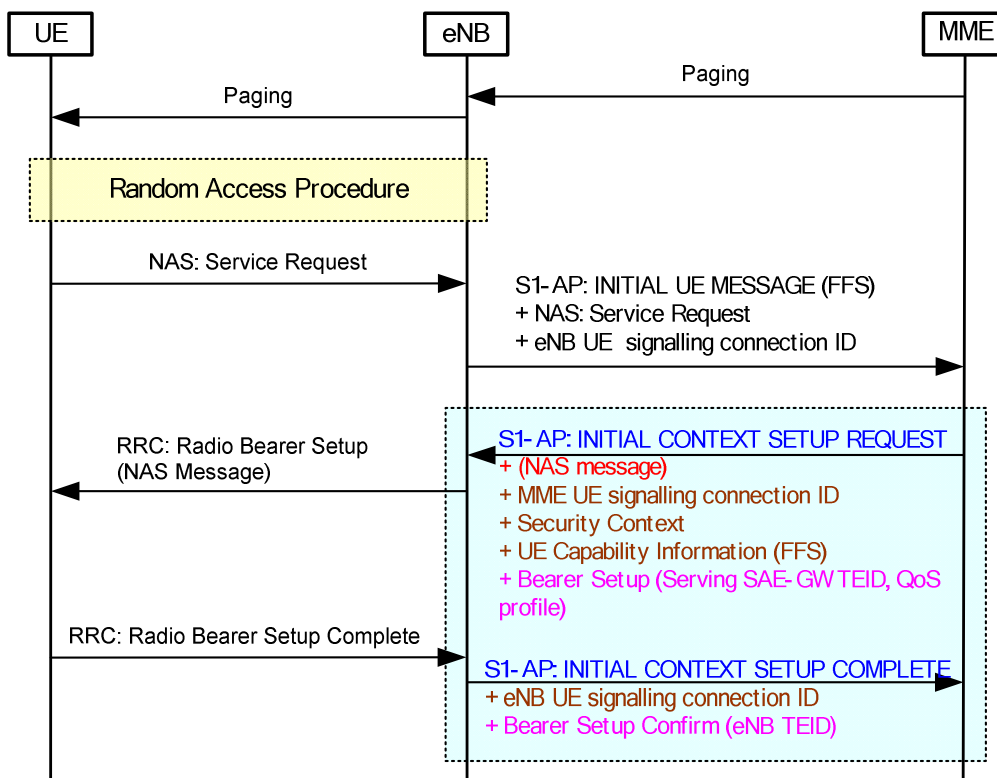 UE
eNB
MME
Paging
Paging
Random Access Procedure
NAS: Service Request
S1-AP: INITIAL UE MESSAGE (FFS)
+ NAS: Service Request
+ eNB UE signalling connection ID
RRC: Radio Bearer Setup
(NAS Message)
S1-AP: INITIAL CONTEXT SETUP REQUEST
+ (NAS message)
+ MME UE signalling connection ID
+ Security Context
+ UE Capability Information (FFS)
+ Bearer Setup (Serving SAE-GW TEID, QoS
profile)
RRC: Radio Bearer Setup Complete
S1-AP: INITIAL CONTEXT SETUP COMPLETE
+ eNB UE signalling connection ID
+ Bearer Setup Confirm (eNB TEID)